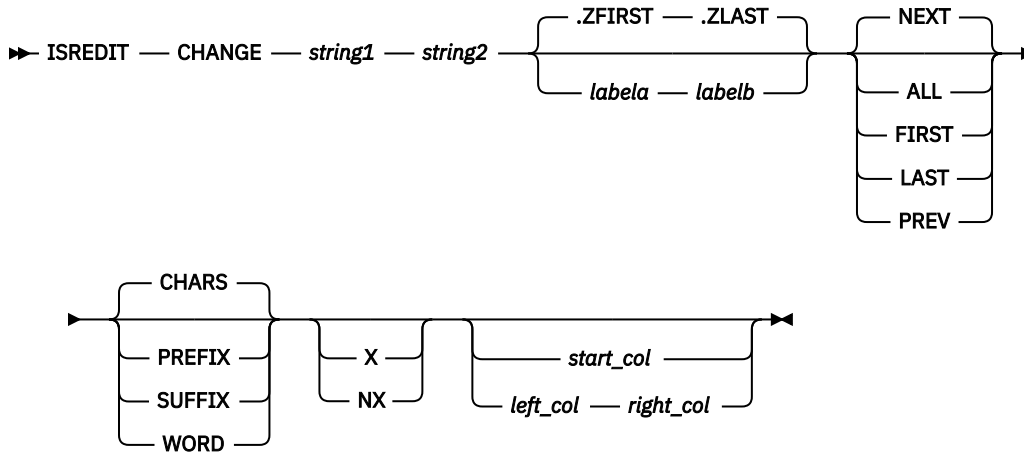 .ZFIRST .ZLAST NEXT
ISREDIT CHANGE string1 string2
labela labelb ALL
FIRST
LAST
PREV
CHARS
PREFIX X start_col
SUFFIX NX left_col right_col
WORD